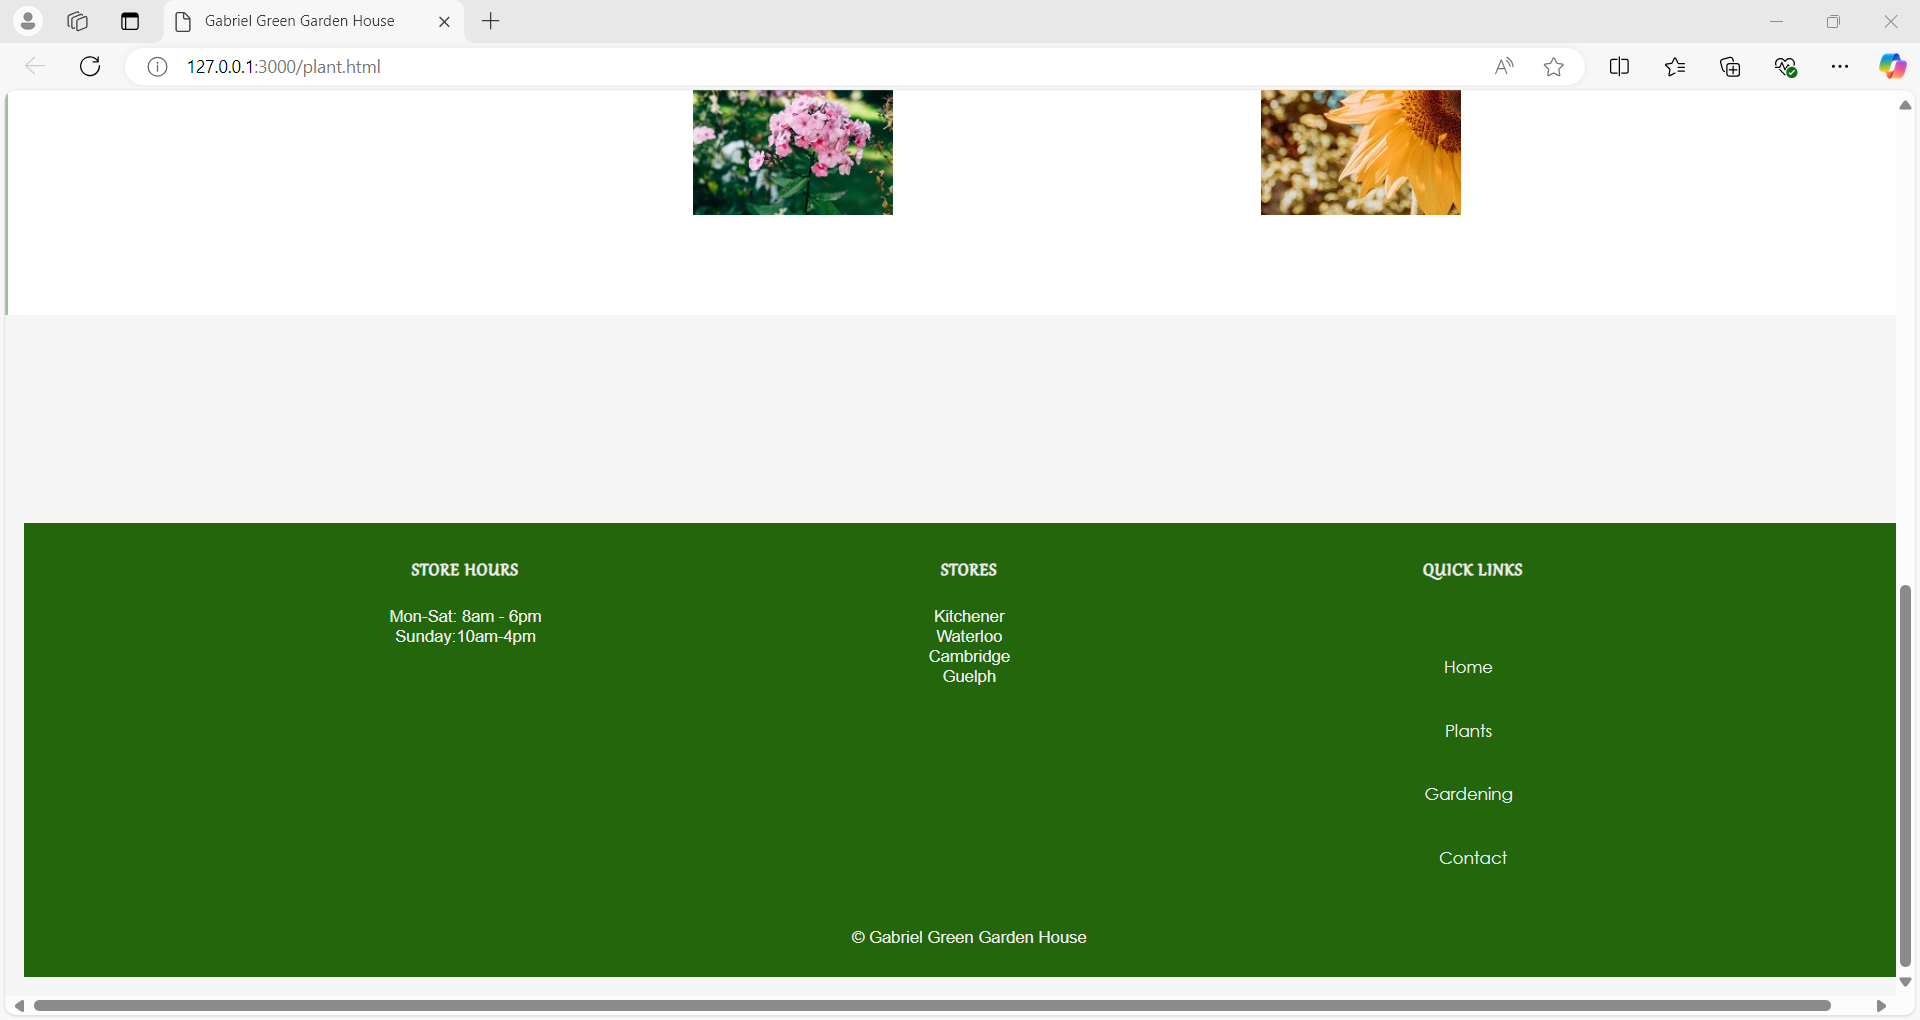 Gabriel Green Garden House
127.0.0.1:3000/plant.html
STORE HOURS
Mon-Sat: 8am - 6pm
Sunday:10am-4pm
STORES
Kitchener
Waterloo
Cambridge
Guelph
QUICK LINKS
Home
Plants
Gardening
Contact
© Gabriel Green Garden House